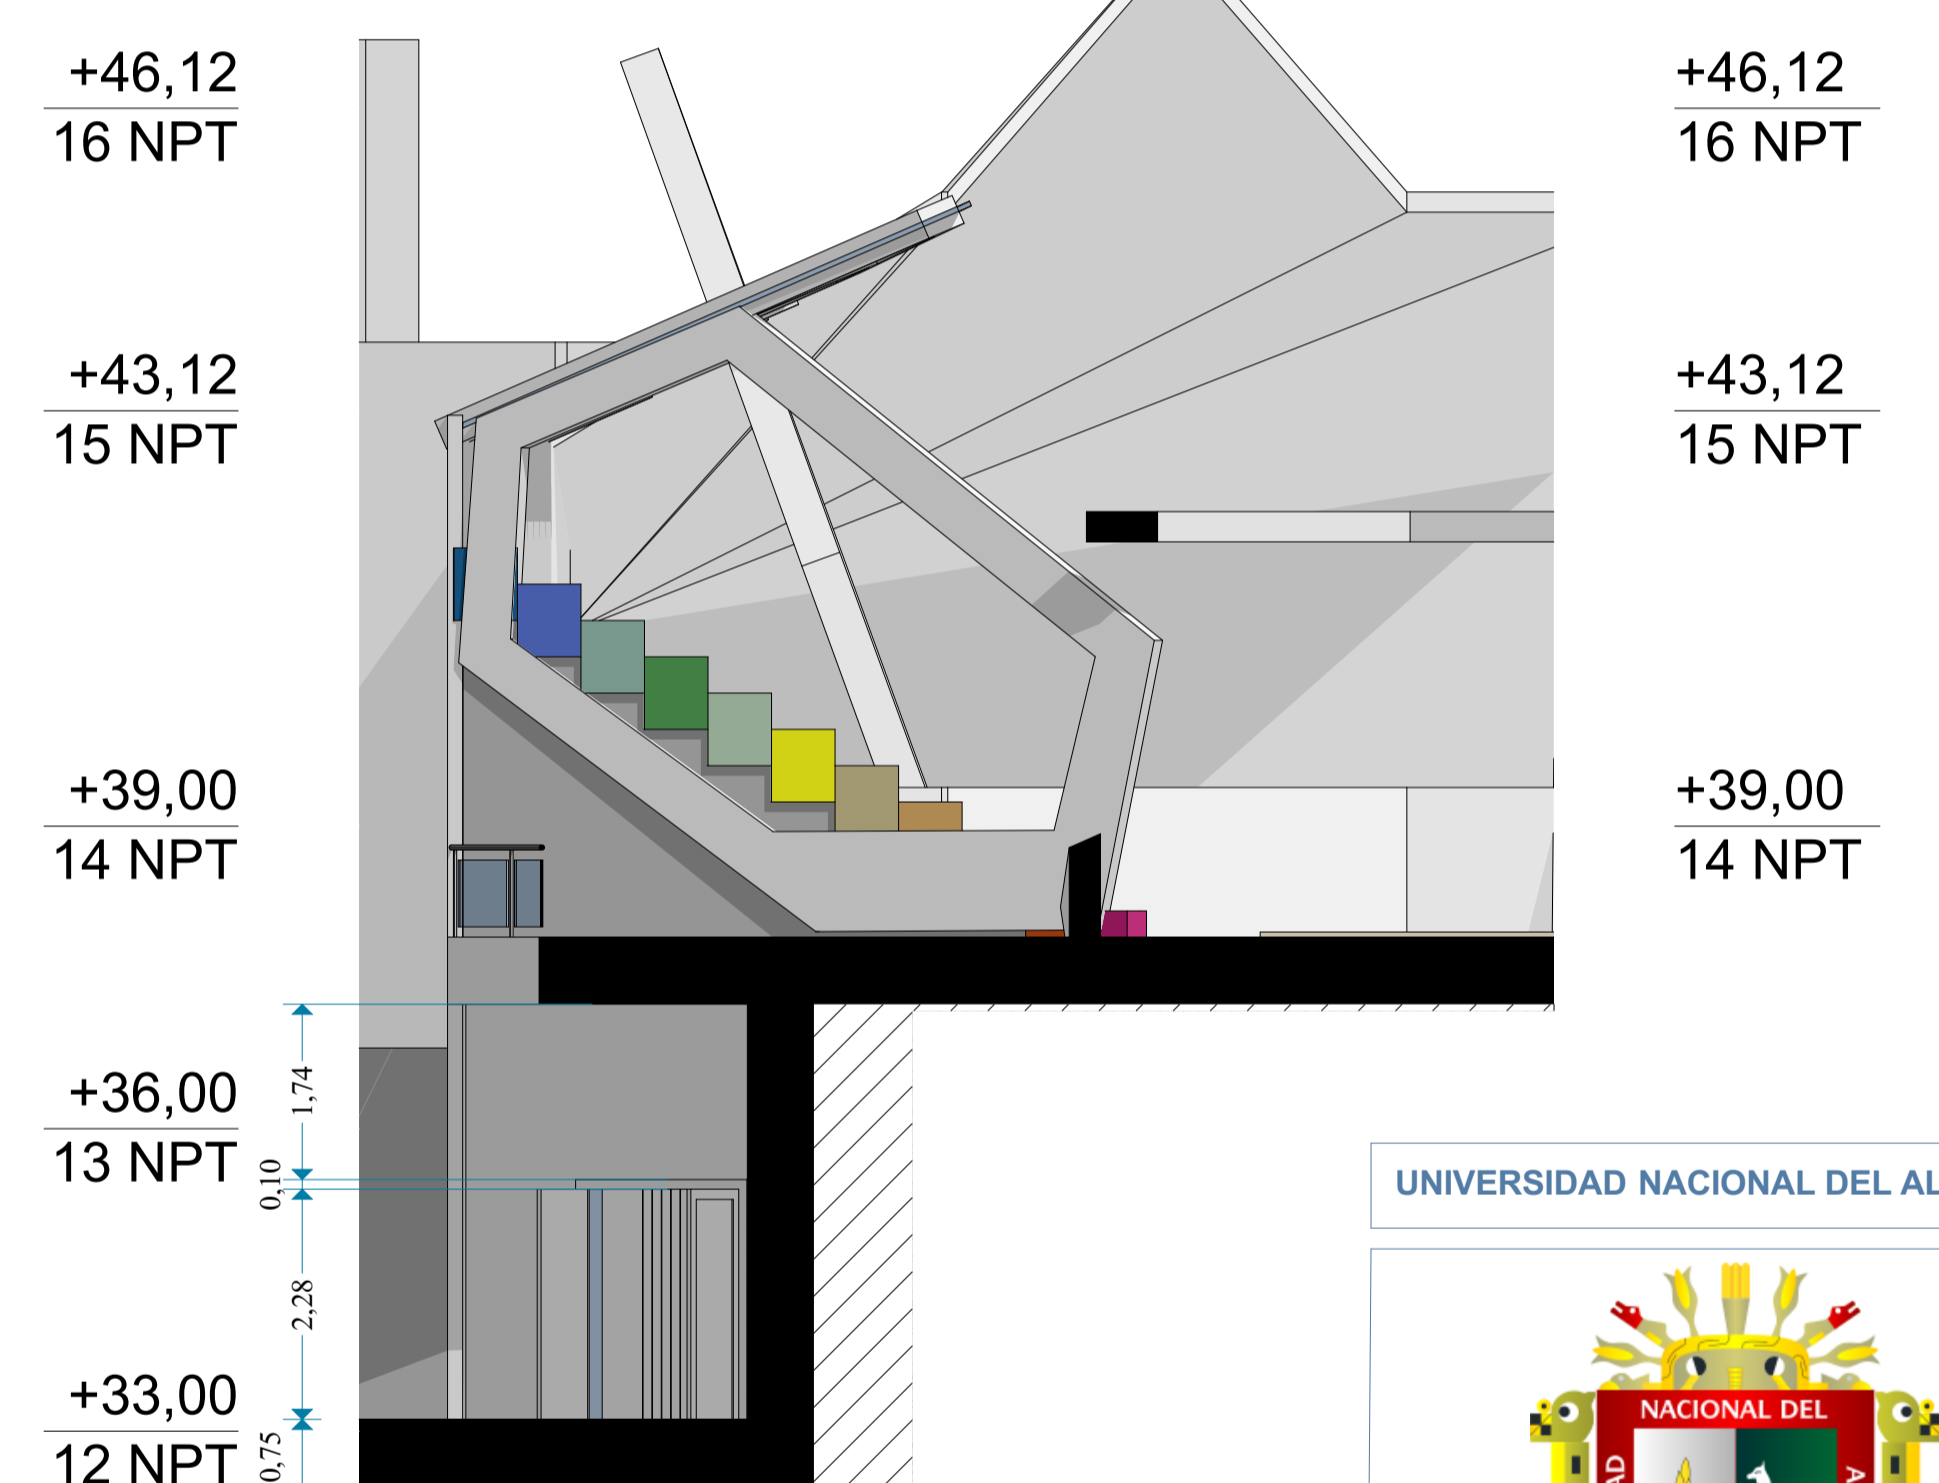 +46,12
16 NPT
+46,12
16 NPT
+43,12
15 NPT
+43,12
15 NPT
+39,00
14 NPT
+39,00
14 NPT
+36,00
13 NPT
1,74
0,10
2,28
0,75
+33,00
12 NPT
UNIVERSIDAD NACIONAL DEL AL
NACIONAL DEL
AD
A